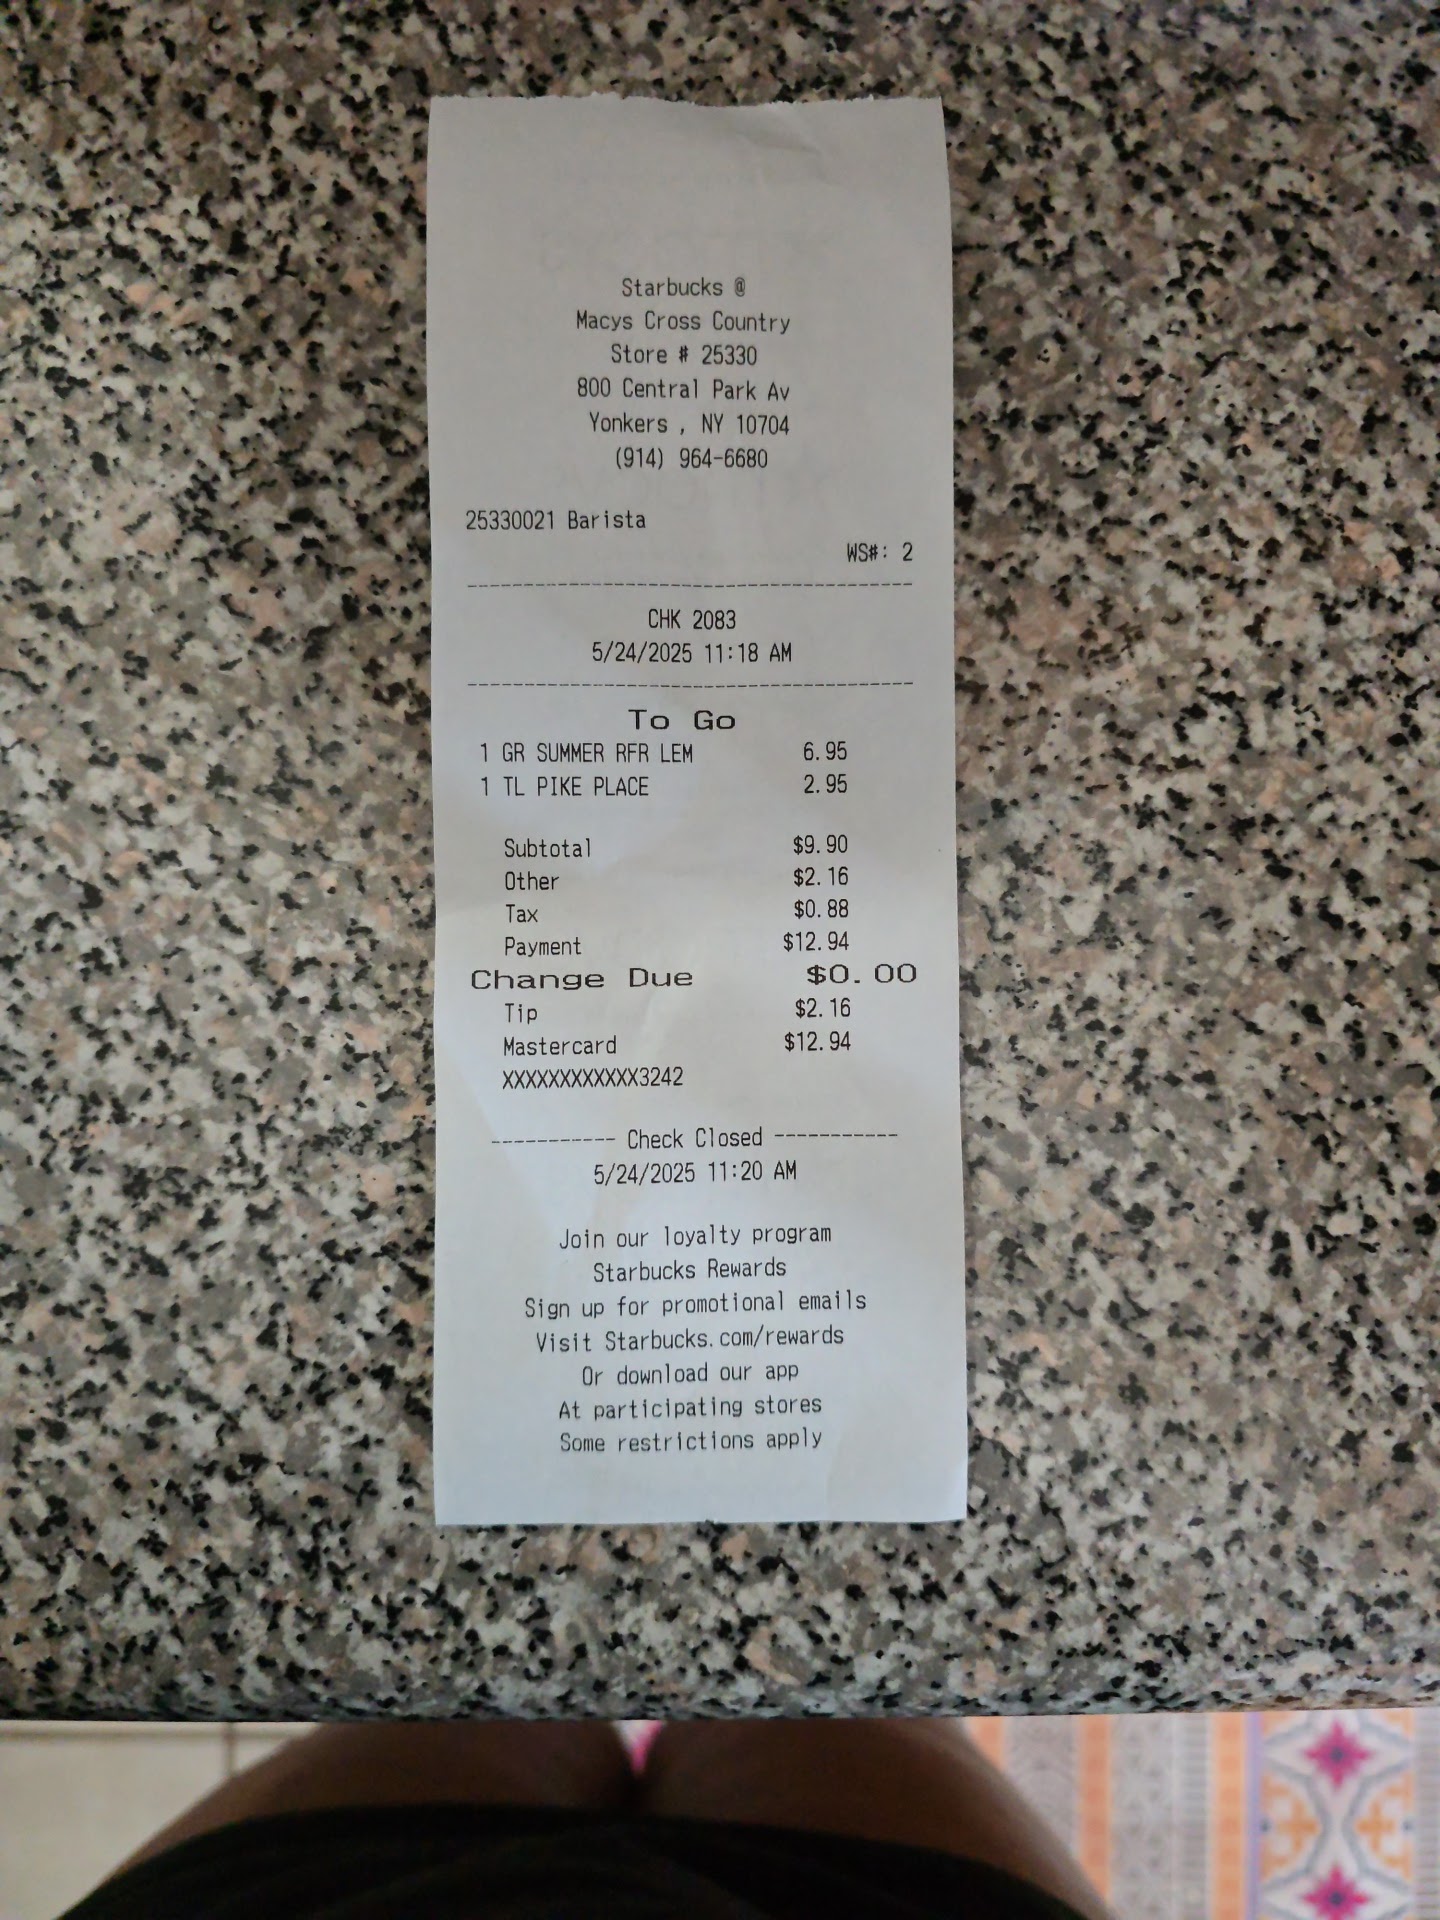 Starbucks @
Macys Cross Country
Store # 25330
800 Central Park Av
Yonkers , NY 10704
(914) 964-6680
25330021 Barista
WS#: 2
----------------------------------------
CHK 2083
5/24/2025 11:18 AM
----------------------------------------
To Go
1 GR SUMMER RFR LEM 6.95
1 TL PIKE PLACE 2.95
Subtotal $9.90
Other $2.16
Tax $0.88
Payment $12.94
Change Due $0.00
Tip $2.16
Mastercard $12.94
XXXXXXXXXXXX3242
----------- Check Closed -----------
5/24/2025 11:20 AM
Join our loyalty program
Starbucks Rewards
Sign up for promotional emails
Visit Starbucks.com/rewards
Or download our app
At participating stores
Some restrictions apply